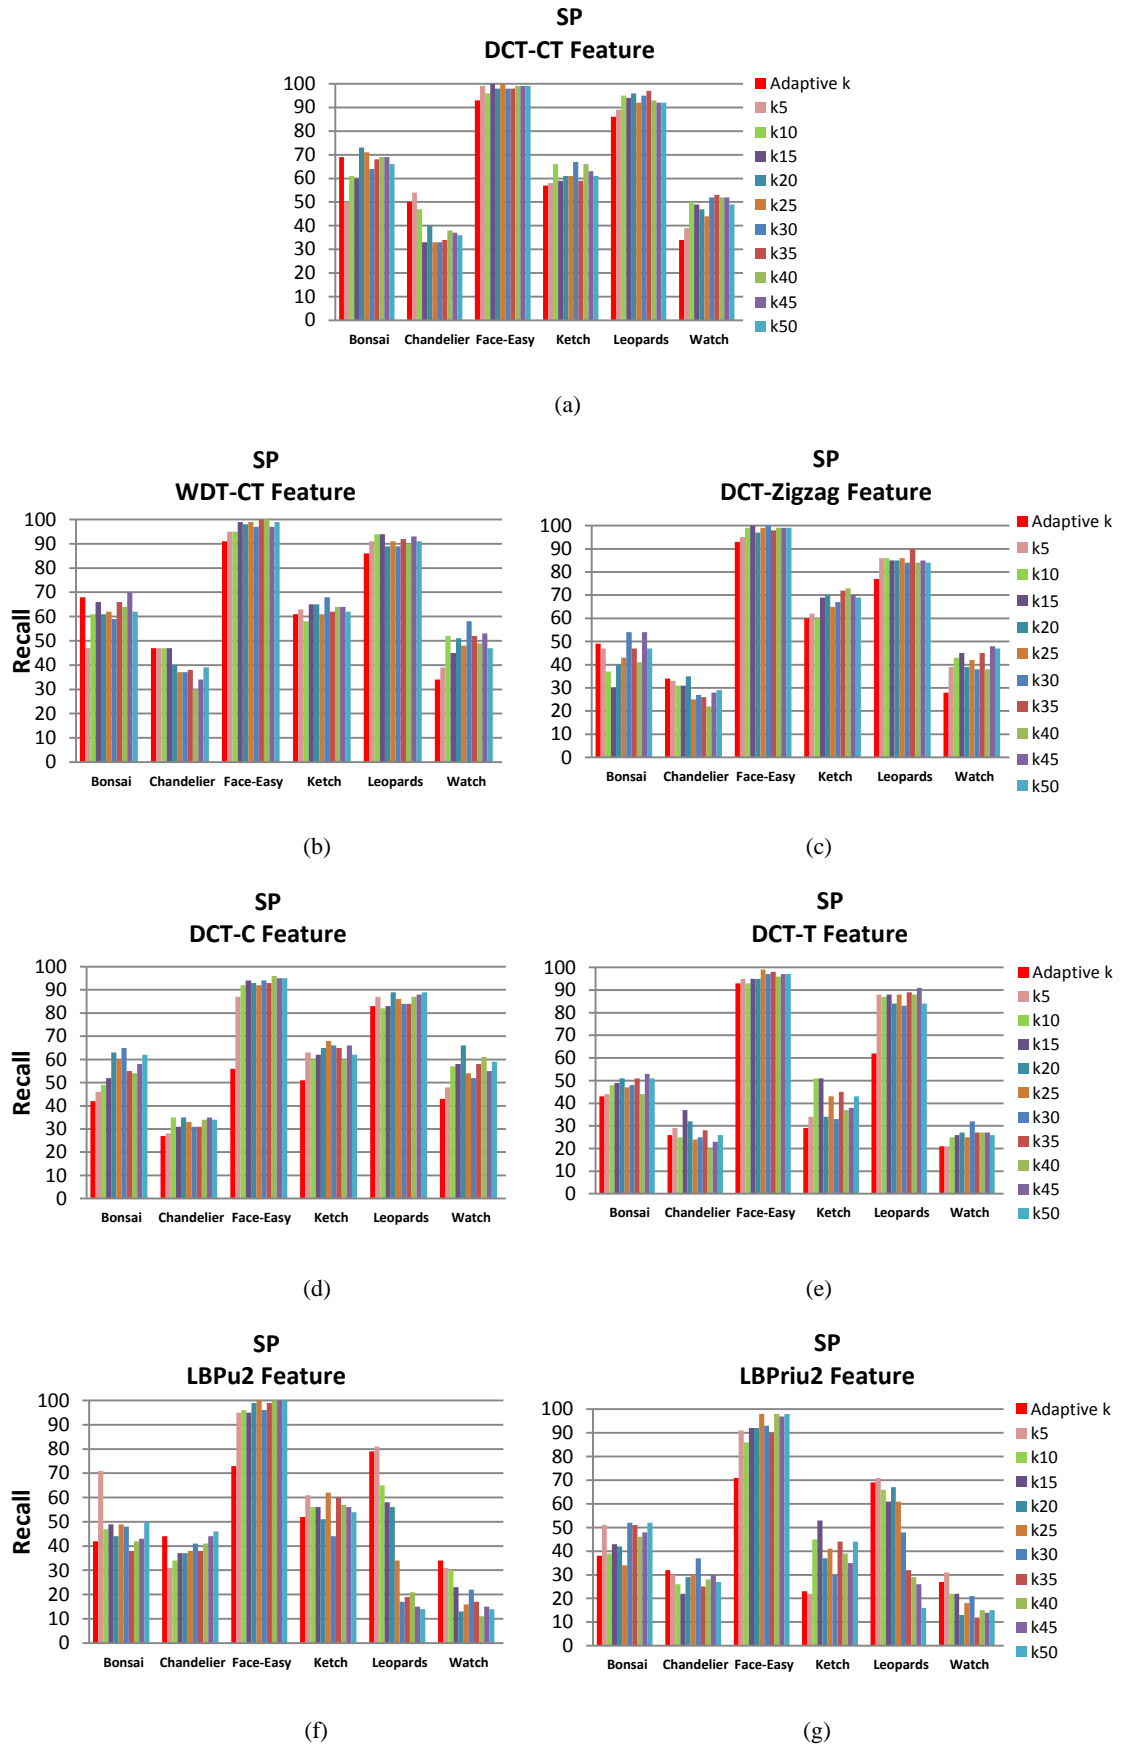 SP
DCT-CT Feature
100
90
80
70
60
50
40
30
20
10
0
Bonsai Chandelier Face-Easy Ketch Leopards Watch
Adaptive k
k5
k10
k15
k20
k25
k30
k35
k40
k45
k50
(a)
SP
WDT-CT Feature
Recall
100
90
80
70
60
50
40
30
20
10
0
Bonsai Chandelier Face-Easy Ketch Leopards Watch
(b)
SP
DCT-Zigzag Feature
100
90
80
70
60
50
40
30
20
10
0
Bonsai Chandelier Face-Easy Ketch Leopards Watch
Adaptive k
k5
k10
k15
k20
k25
k30
k35
k40
k45
k50
(c)
SP
DCT-C Feature
Recall
100
90
80
70
60
50
40
30
20
10
0
Bonsai Chandelier Face-Easy Ketch Leopards Watch
(d)
SP
DCT-T Feature
100
90
80
70
60
50
40
30
20
10
0
Bonsai Chandelier Face-Easy Ketch Leopards Watch
Adaptive k
k5
k10
k15
k20
k25
k30
k35
k40
k45
k50
(e)
SP
LBPu2 Feature
Recall
100
90
80
70
60
50
40
30
20
10
0
Bonsai Chandelier Face-Easy Ketch Leopards Watch
(f)
SP
LBPriu2 Feature
100
90
80
70
60
50
40
30
20
10
0
Bonsai Chandelier Face-Easy Ketch Leopards Watch
Adaptive k
k5
k10
k15
k20
k25
k30
k35
k40
k45
k50
(g)